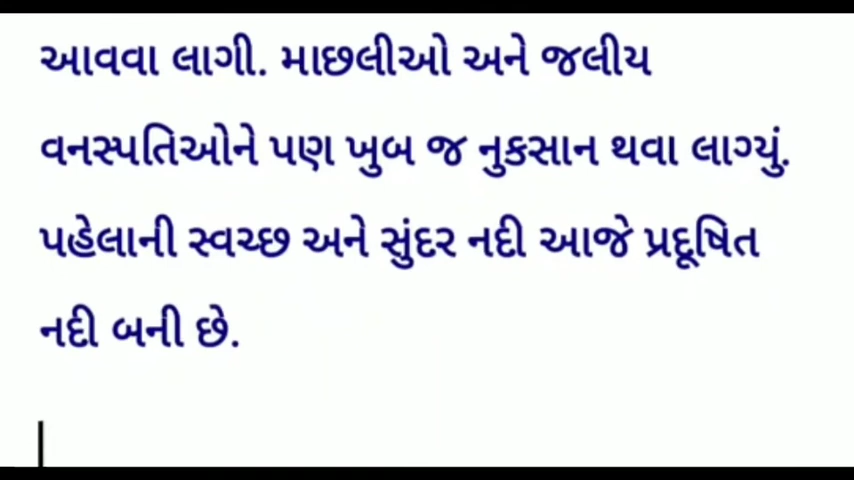 આવવા લાગી. માછલીઓ અને જલીય
વનસ્પતિઓને પણ ખુબ જ નુકસાન થવા લાગ્યું.
પહેલાની સ્વચ્છ અને સુંદર નદી આજે પ્રદૂષિત
નદી બની છે.